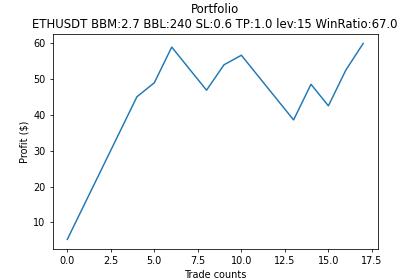 Portfolio
ETHUSDT BBM:2.7 BBL:240 SL:0.6 TP:1.0 lev:15 WinRatio:67.0
60
50
40
30
20
10
Profit ($)
0.0 2.5 5.0 7.5 10.0 12.5 15.0 17.5
Trade counts